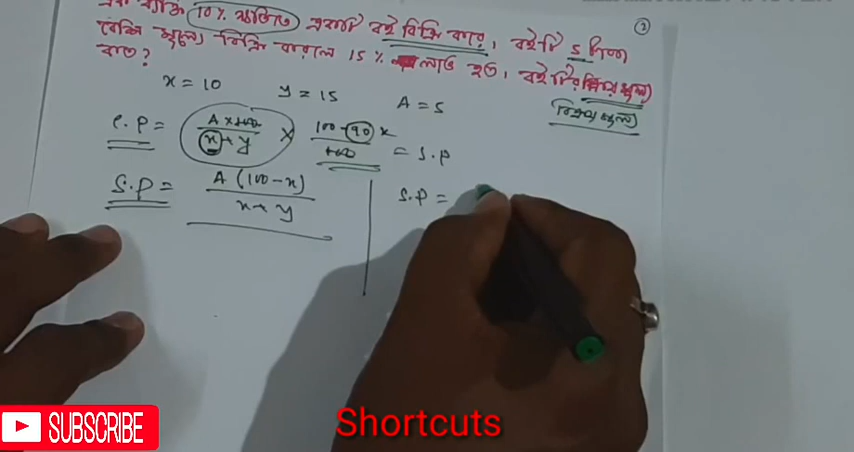 10% ক্ষতিতে একটি বই বিক্রি করে, বইটি 5 টাকা
বেশি মূল্যে বিক্রি করলে 15% লাভ হত, বইটির ক্রয়মূল্য
কত?
বিক্রয়মূল্য
x = 10
y = 15
A = 5
C.P = A × 100 / x + y × 100 - 10 x / 100 = S.P
S.P = A (100 - x) / x + y
S.P =
Shortcuts
SUBSCRIBE